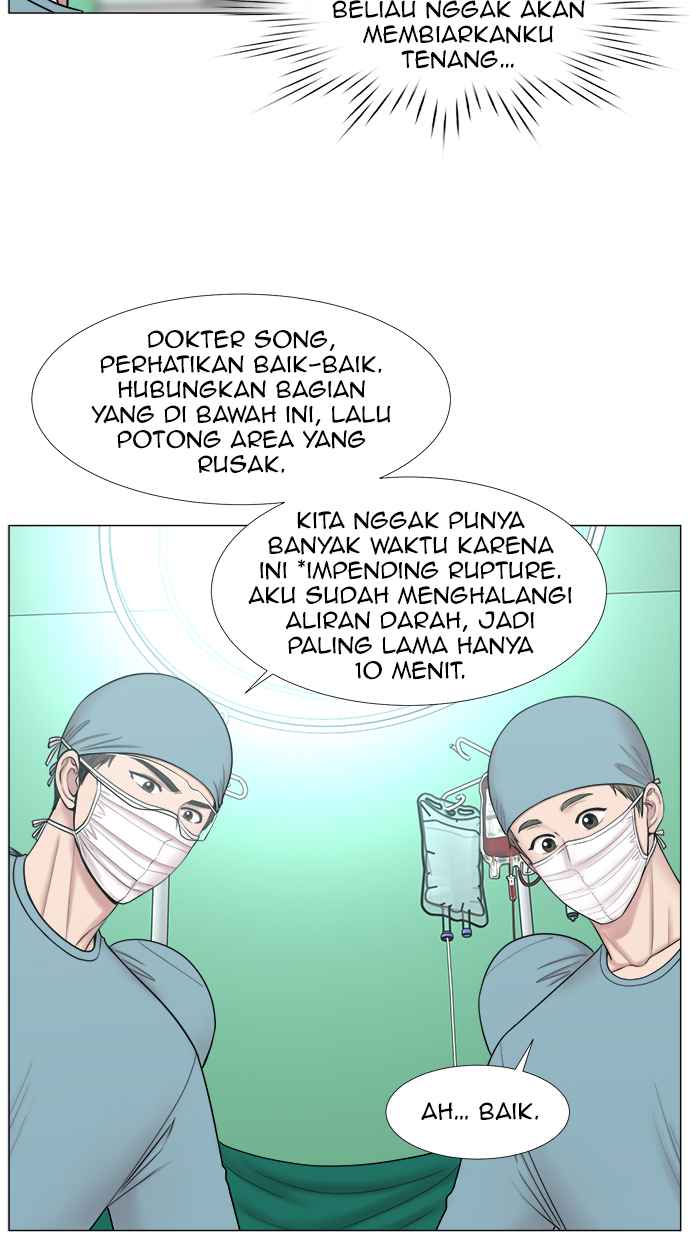 BELIAU NGGAK AKAN
MEMBIARKANKU
TENANG...
DOKTER SONG,
PERHATIKAN BAIK-BAIK.
HUBUNGKAN BAGIAN
YANG DI BAWAH INI, LALU
POTONG AREA YANG
RUSAK.
KITA NGGAK PUNYA
BANYAK WAKTU KARENA
INI *IMPENDING RUPTURE.
AKU SUDAH MENGHALANGI
ALIRAN DARAH, JADI
PALING LAMA HANYA
10 MENIT.
AH... BAIK.